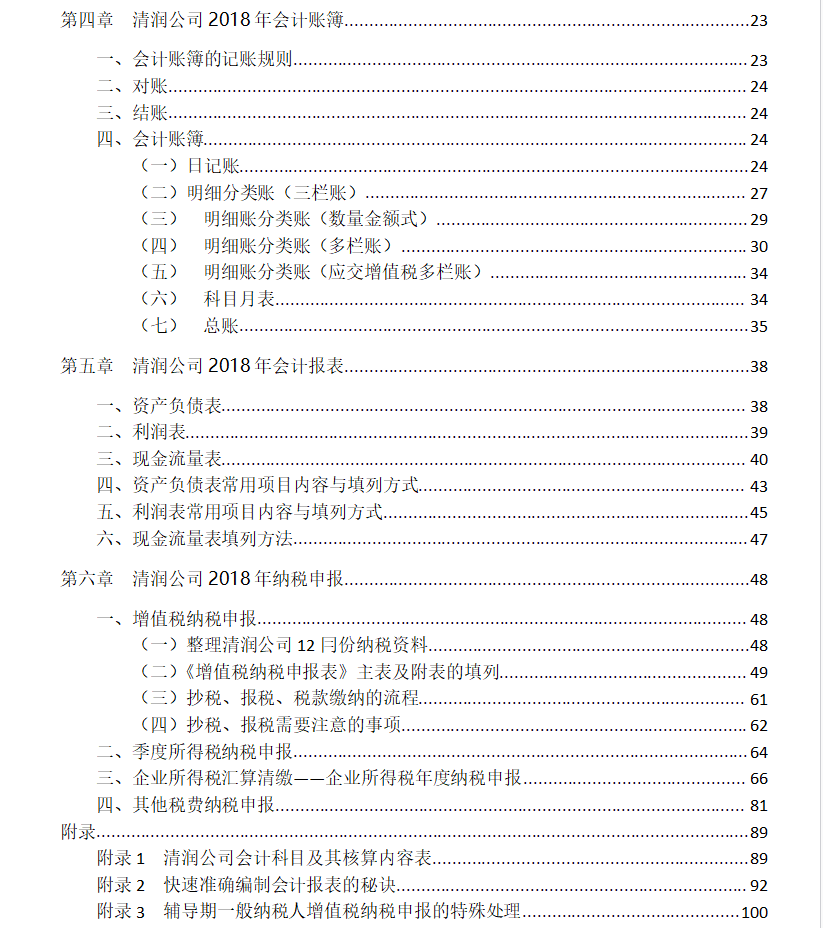 第四章 清润公司 2018 年会计账簿........................23
一、会计账簿的记账规则........................23
二、对账........................24
三、结账........................24
四、会计账簿........................24
（一）日记账........................24
（二）明细分类账（三栏账）........................27
（三） 明细账分类账（数量金额式）........................29
（四） 明细账分类账（多栏账）........................30
（五） 明细账分类账（应交增值税多栏账）........................34
（六） 科目月表........................34
（七） 总账........................35
第五章 清润公司 2018 年会计报表........................38
一、资产负债表........................38
二、利润表........................39
三、现金流量表........................40
四、资产负债表常用项目内容与填列方式........................43
五、利润表常用项目内容与填列方式........................45
六、现金流量表填列方法........................47
第六章 清润公司 2018 年纳税申报........................48
一、增值税纳税申报........................48
（一）整理清润公司 12 月份纳税资料........................48
（二）《增值税纳税申报表》主表及附表的填列........................49
（三）抄税、报税、税款缴纳的流程........................61
（四）抄税、报税需要注意的事项........................62
二、季度所得税纳税申报........................64
三、企业所得税汇算清缴——企业所得税年度纳税申报........................66
四、其他税费纳税申报........................81
附录........................89
附录 1 清润公司会计科目及其核算内容表........................89
附录 2 快速准确编制会计报表的秘诀........................92
附录 3 辅导期一般纳税人增值税纳税申报的特殊处理........................100